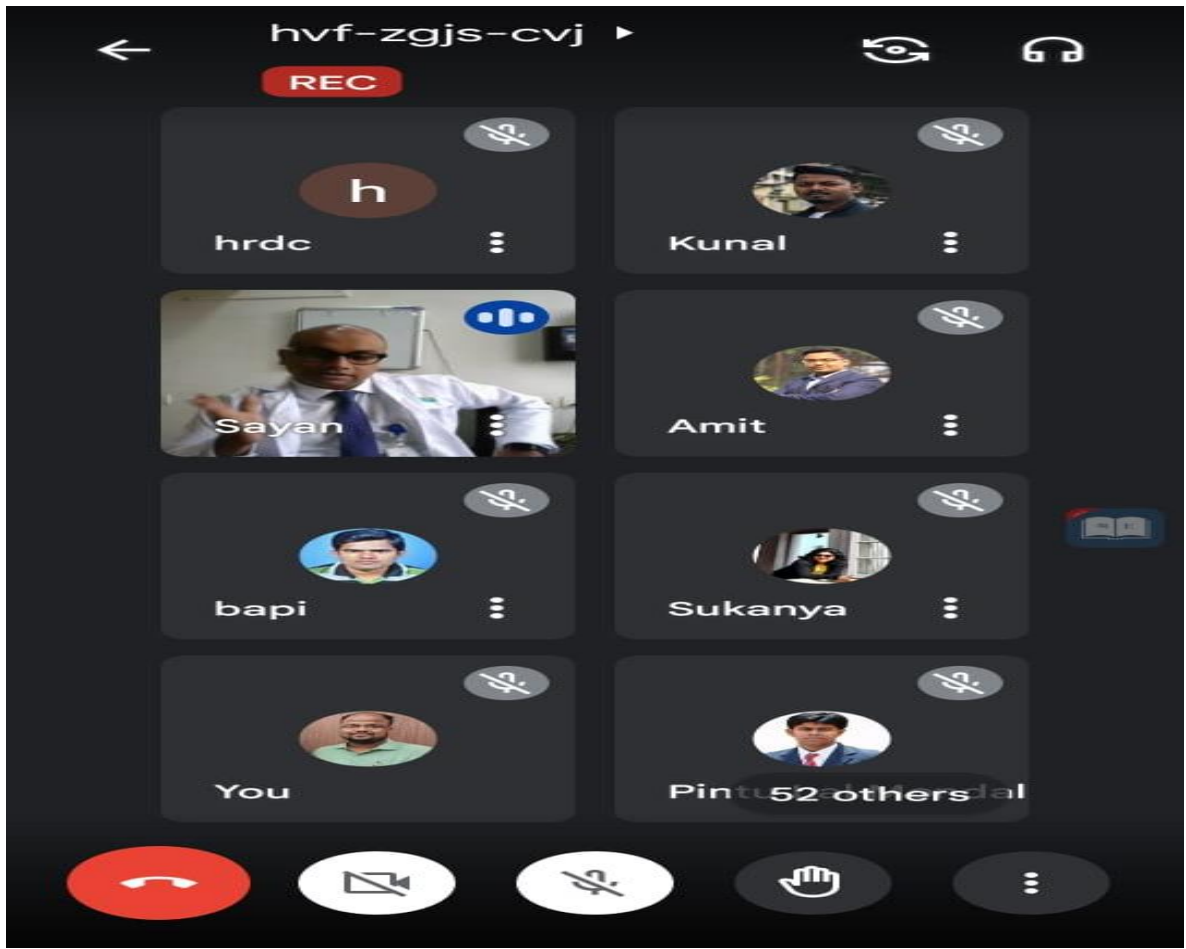 hvf-zgjs-cvj
REC
h
hrdc
Kunal
Sayan
Amit
bapi
Sukanya
You
52 others